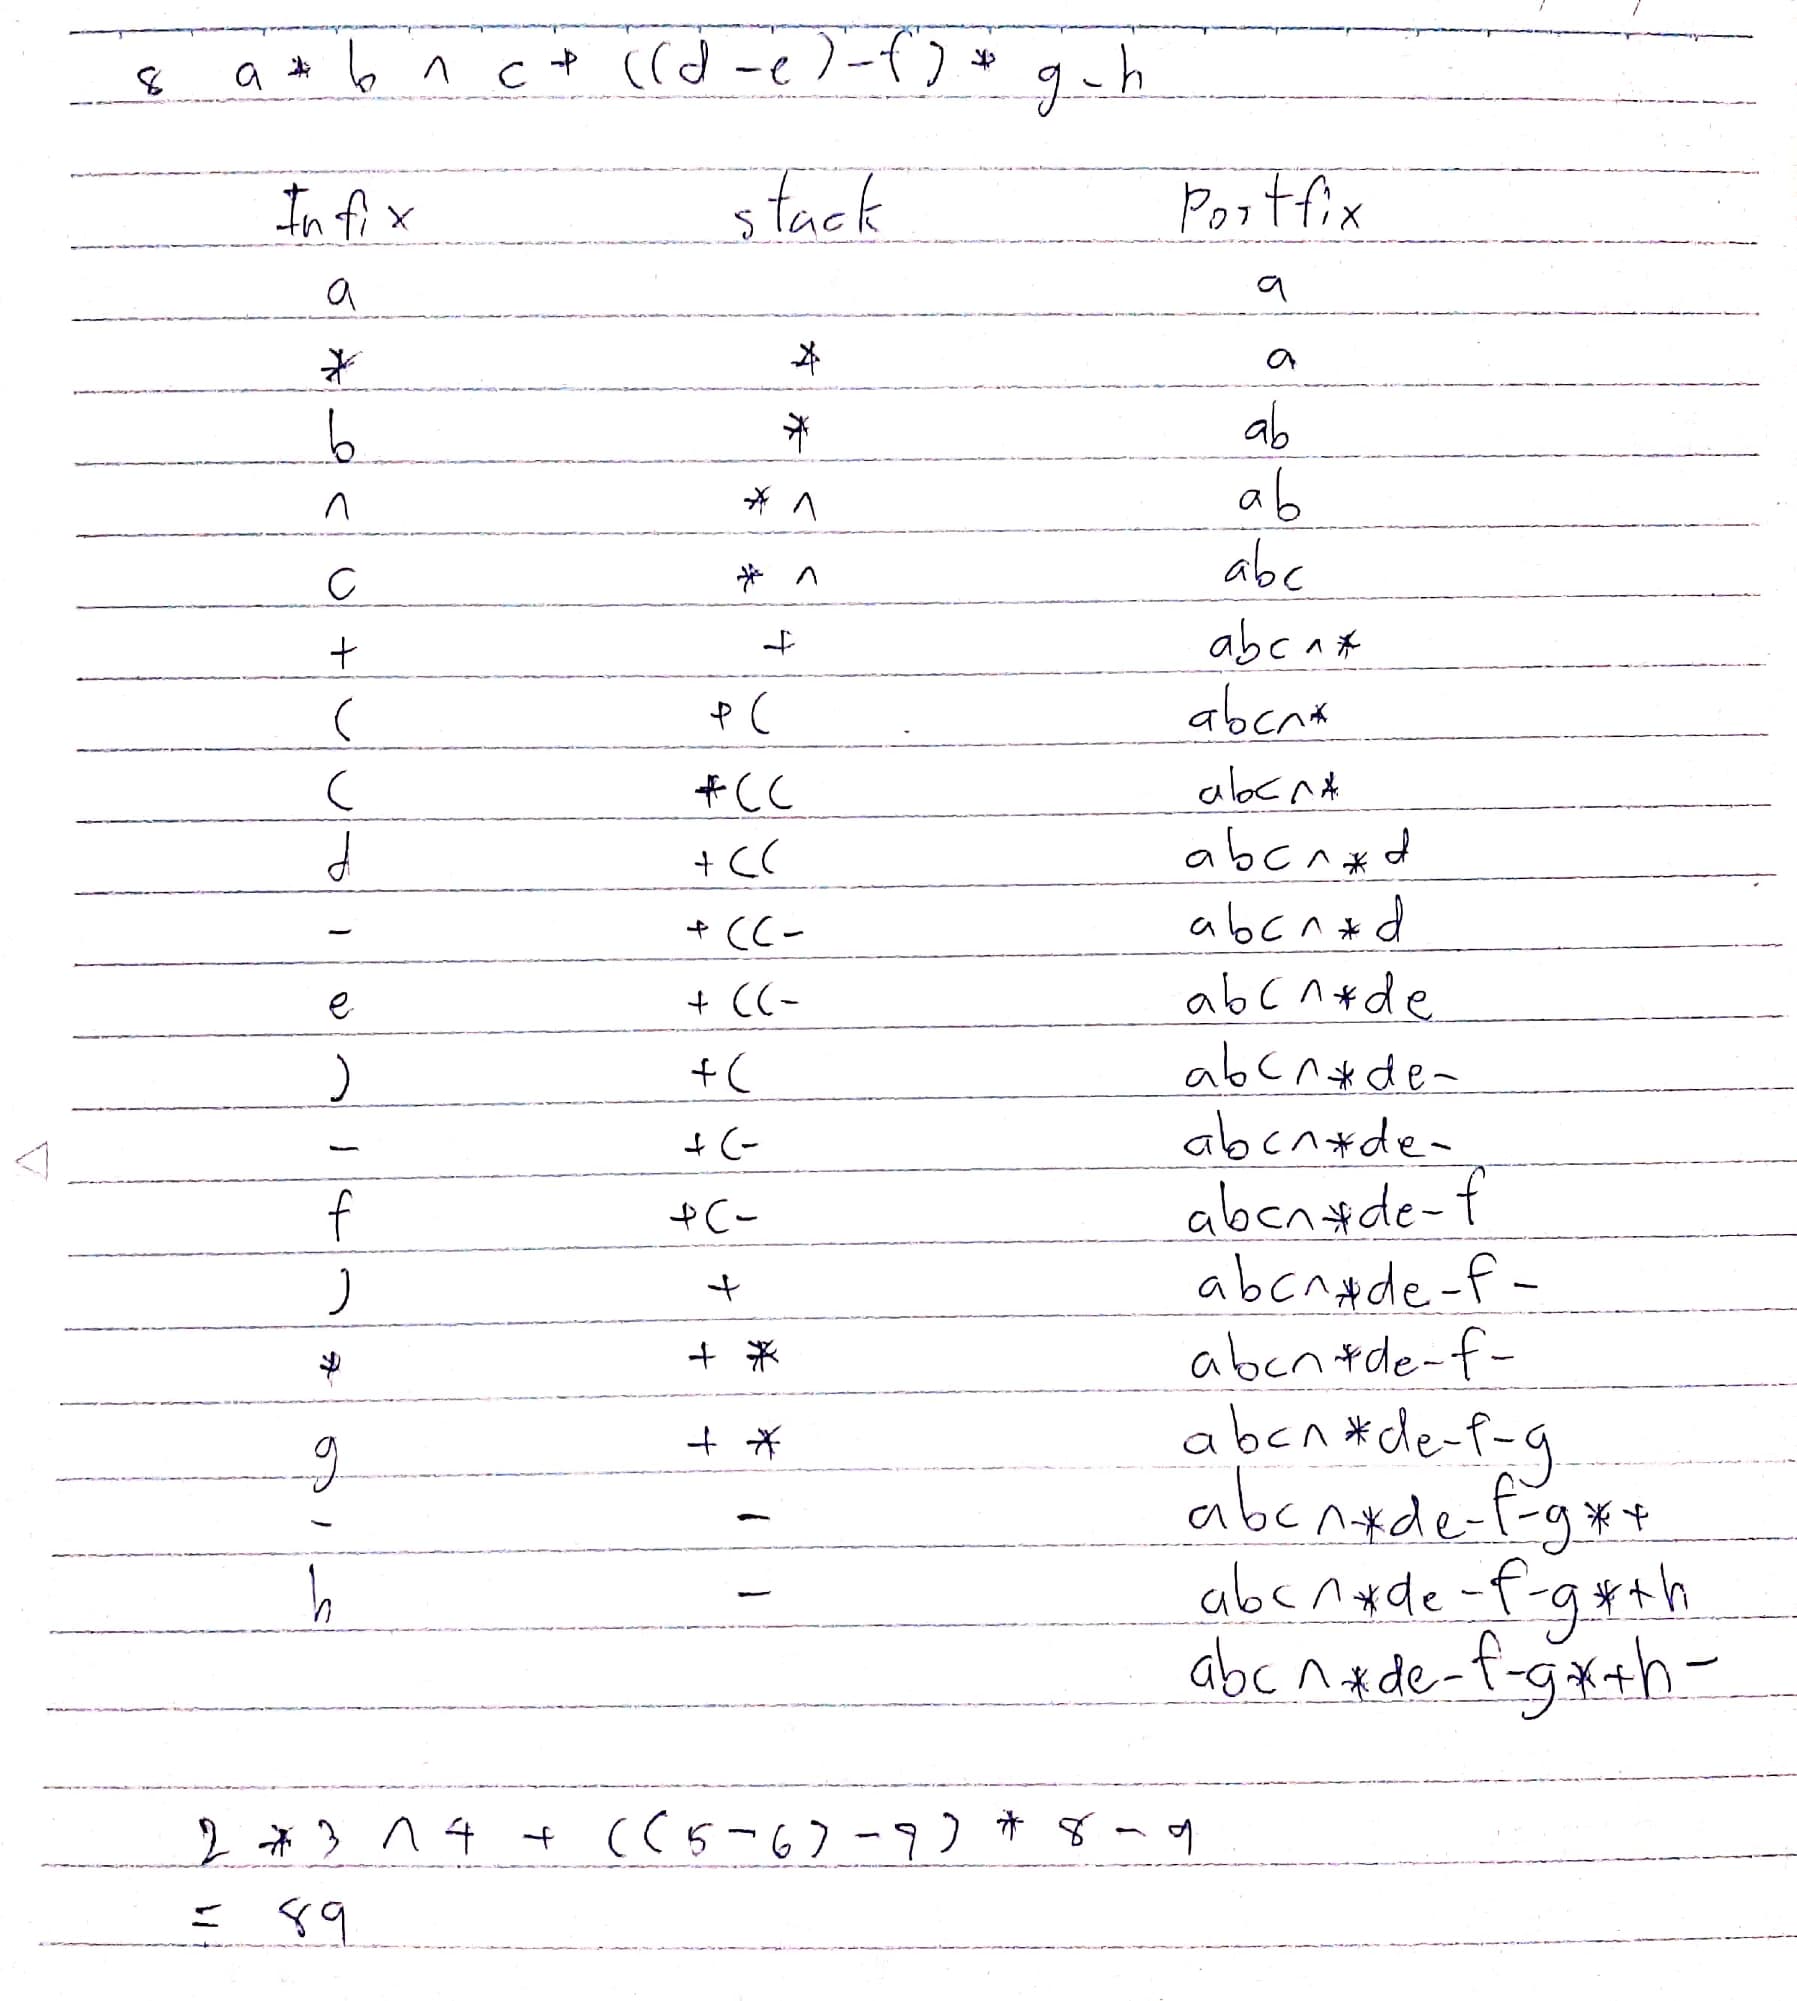 8 a * b ^ c + ((d-e)-f) * g-h
Infix stack Postfix
a a
* * a
b * ab
^ * ^ ab
c * ^ abc
+ + abc^*
( +( abc^*
( +(( abc^*
d +(( abc^*d
- +((- abc^*d
e +((- abc^*de
) +( abc^*de-
- +(- abc^*de-
f +(- abc^*de-f
) + abc^*de-f-
* + * abc^*de-f-
g + * abc^*de-f-g
- - abc^*de-f-g*+
h - abc^*de-f-g*+h
abc^*de-f-g*+h-
2 * 3 ^ 4 + ((5-6)-7) * 8 - 9
= 89